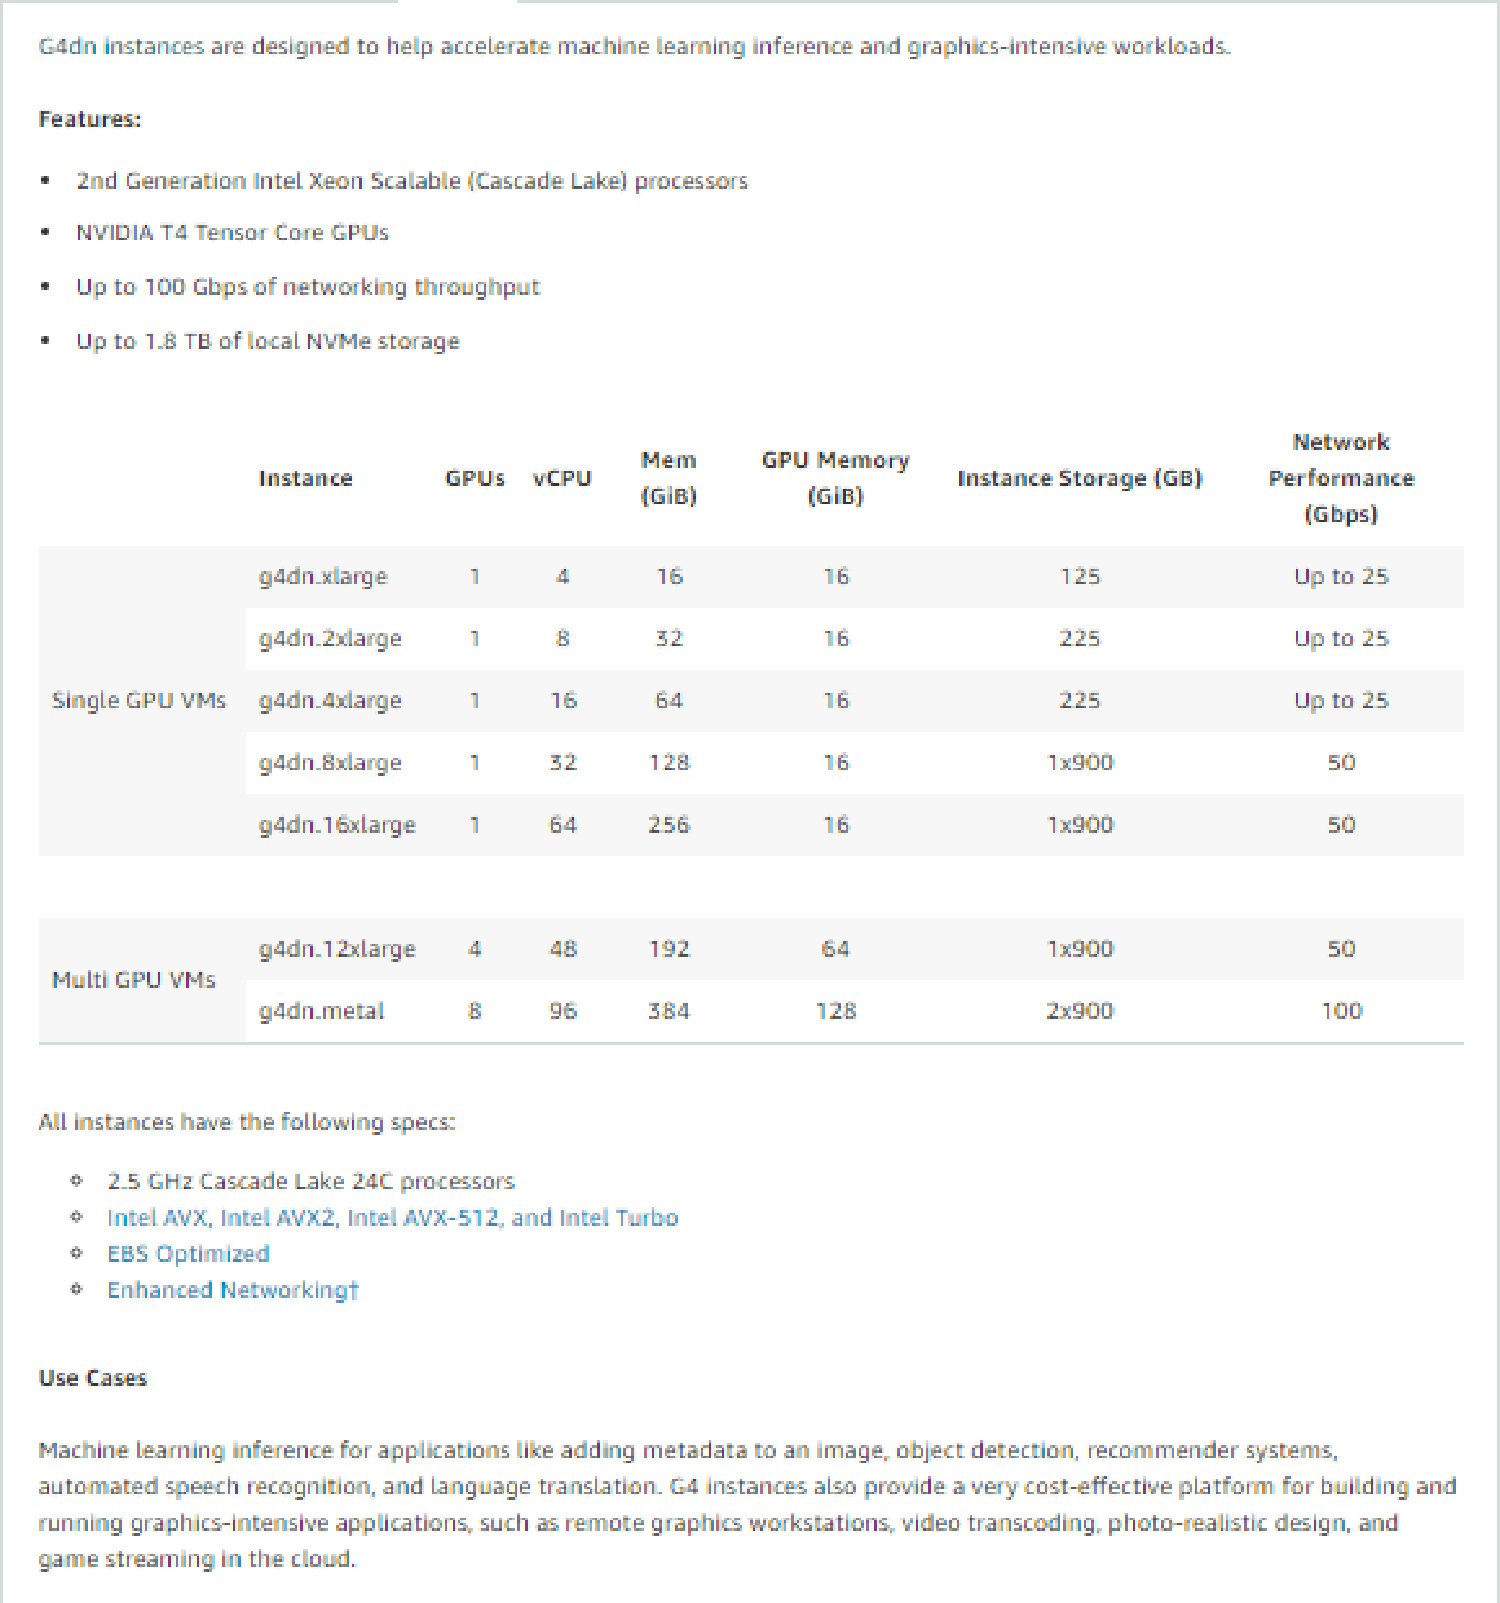 G4dn instances are designed to help accelerate machine learning inference and graphics-intensive workloads.
Features:
• 2nd Generation Intel Xeon Scalable (Cascade Lake) processors
• NVIDIA T4 Tensor Core GPUs
• Up to 100 Gbps of networking throughput
• Up to 1.8 TB of local NVMe storage
Instance GPUs vCPU Mem (GiB) GPU Memory (GiB) Instance Storage (GB) Network Performance (Gbps)
Single GPU VMs
g4dn.xlarge 1 4 16 16 125 Up to 25
g4dn.2xlarge 1 8 32 16 225 Up to 25
g4dn.4xlarge 1 16 64 16 225 Up to 25
g4dn.8xlarge 1 32 128 16 1x900 50
g4dn.16xlarge 1 64 256 16 1x900 50
Multi GPU VMs
g4dn.12xlarge 4 48 192 64 1x900 50
g4dn.metal 8 96 384 128 2x900 100
All instances have the following specs:
2.5 GHz Cascade Lake 24C processors
Intel AVX, Intel AVX2, Intel AVX-512, and Intel Turbo
EBS Optimized
Enhanced Networking†
Use Cases
Machine learning inference for applications like adding metadata to an image, object detection, recommender systems,
automated speech recognition, and language translation. G4 instances also provide a very cost-effective platform for building and
running graphics-intensive applications, such as remote graphics workstations, video transcoding, photo-realistic design, and
game streaming in the cloud.